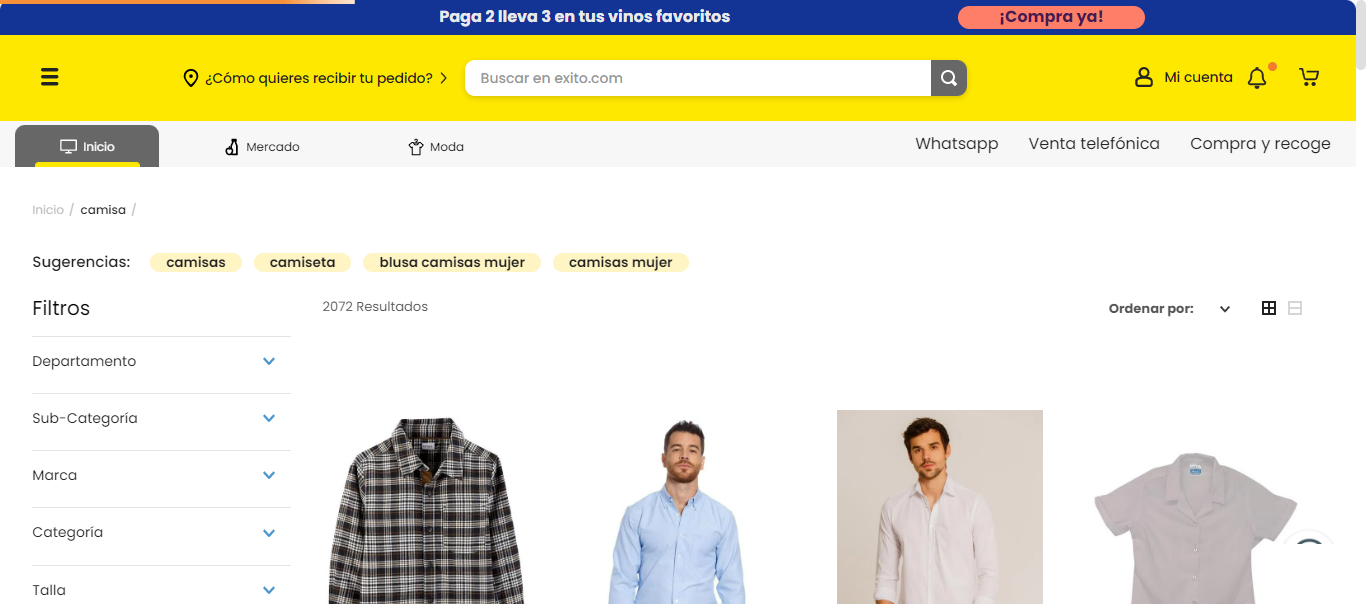 Paga 2 lleva 3 en tus vinos favoritos
¡Compra ya!
¿Cómo quieres recibir tu pedido?
Buscar en exito.com
Mi cuenta
Inicio
Mercado
Moda
Whatsapp
Venta telefónica
Compra y recoge
Inicio / camisa /
Sugerencias:
camisas
camiseta
blusa camisas mujer
camisas mujer
Filtros
2072 Resultados
Ordenar por:
Departamento
Sub-Categoría
Marca
Categoría
Talla